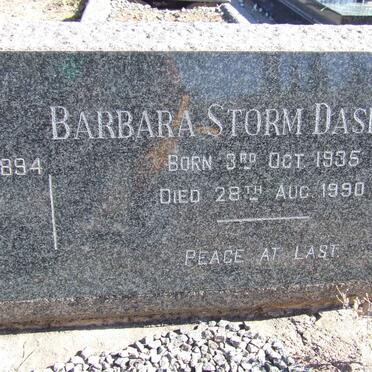 894
BARBARA STORM DAS
BORN 3RD OCT 1935
DIED 28TH AUG 1990
PEACE AT LAST